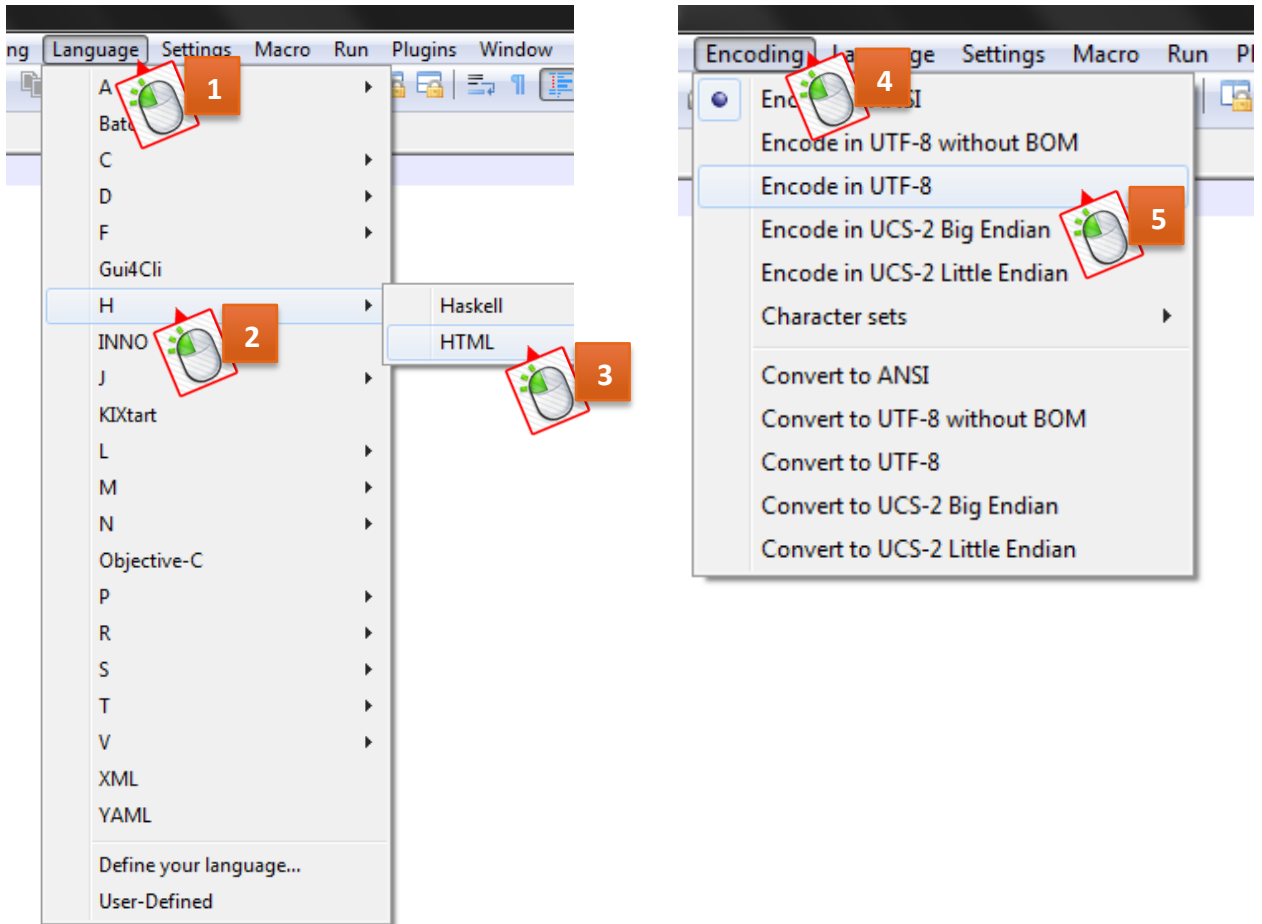 ng Language Settings Macro Run Plugins Window
1
A
C
D
F
Gui4Cli
H
2
Haskell
INNO
HTML
J
3
KIXtart
L
M
N
Objective-C
P
R
S
T
V
XML
YAML
Define your language...
User-Defined
Encoding Settings Macro Run Pl
4
Encode in UTF-8 without BOM
Encode in UTF-8
5
Encode in UCS-2 Big Endian
Encode in UCS-2 Little Endian
Character sets
Convert to ANSI
Convert to UTF-8 without BOM
Convert to UTF-8
Convert to UCS-2 Big Endian
Convert to UCS-2 Little Endian